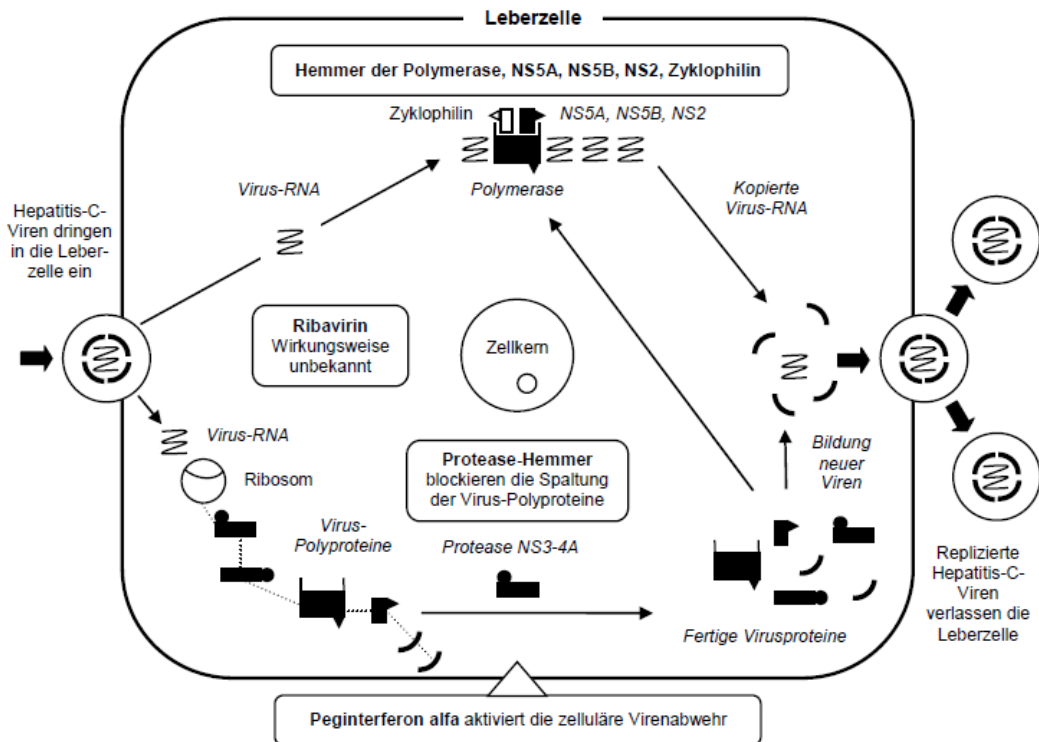 Leberzelle
Hemmer der Polymerase, NS5A, NS5B, NS2, Zyklophilin
Zyklophilin
NS5A, NS5B, NS2
Virus-RNA
Polymerase
Kopierte
Virus-RNA
Hepatitis-C-
Viren dringen
in die Leber-
zelle ein
Ribavirin
Wirkungsweise
unbekannt
Zellkern
Virus-RNA
Ribosom
Protease-Hemmer
blockieren die Spaltung
der Virus-Polyproteine
Bildung
neuer
Viren
Virus-
Polyproteine
Protease NS3-4A
Fertige Virusproteine
Replizierte
Hepatitis-C-
Viren
verlassen die
Leberzelle
Peginterferon alfa aktiviert die zelluläre Virenabwehr